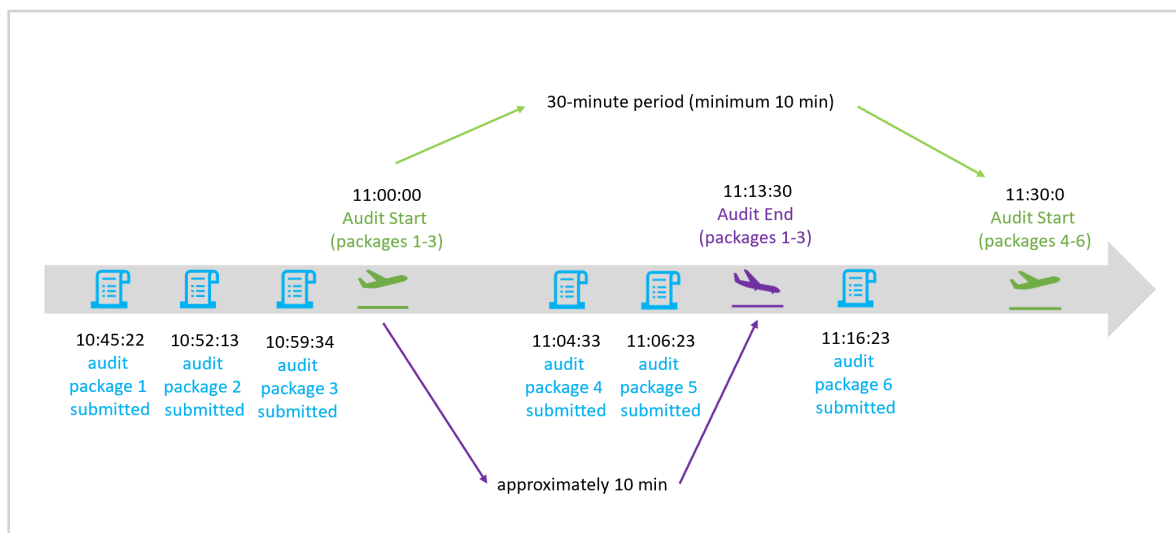 30-minute period (minimum 10 min)
11:00:00
Audit Start
(packages 1-3)
11:13:30
Audit End
(packages 1-3)
11:30:0
Audit Start
(packages 4-6)
10:45:22
audit
package 1
submitted
10:52:13
audit
package 2
submitted
10:59:34
audit
package 3
submitted
11:04:33
audit
package 4
submitted
11:06:23
audit
package 5
submitted
11:16:23
audit
package 6
submitted
approximately 10 min